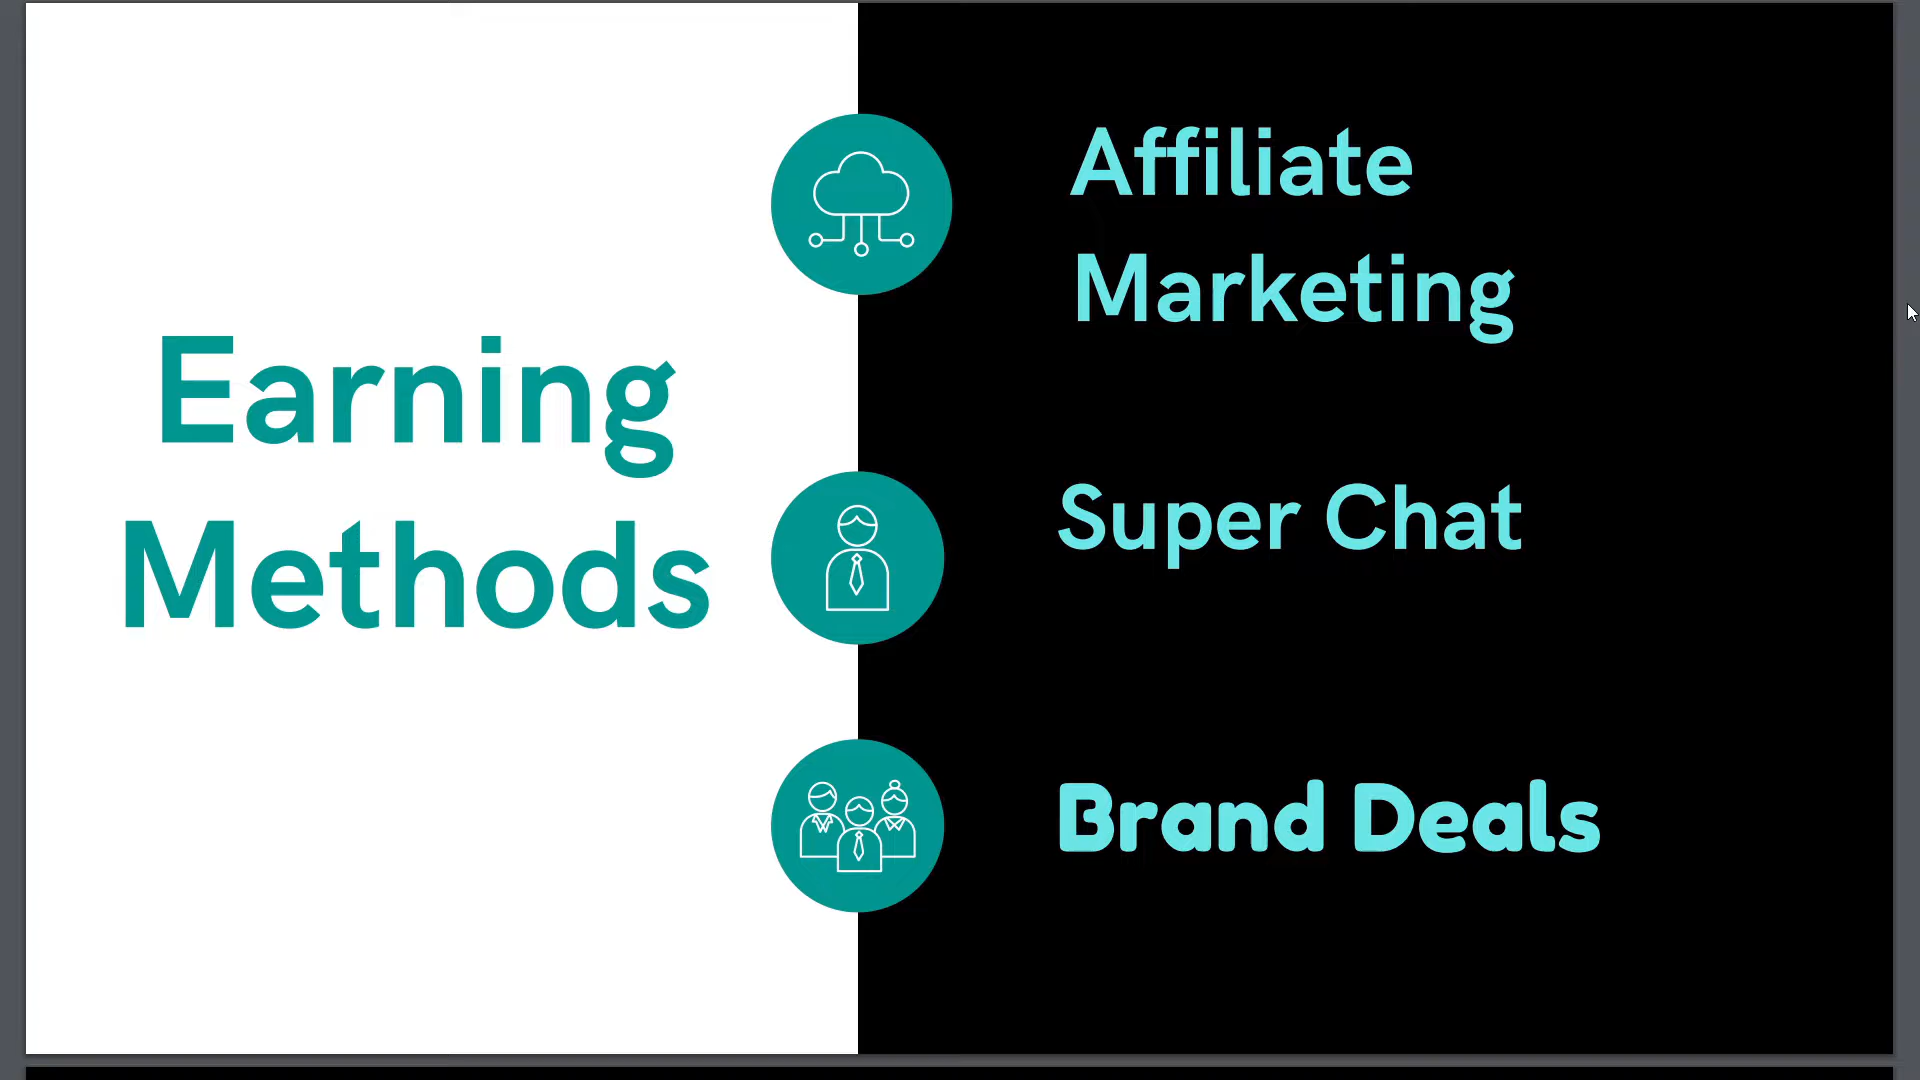 Earning
Methods
Affiliate
Marketing
Super Chat
Brand Deals